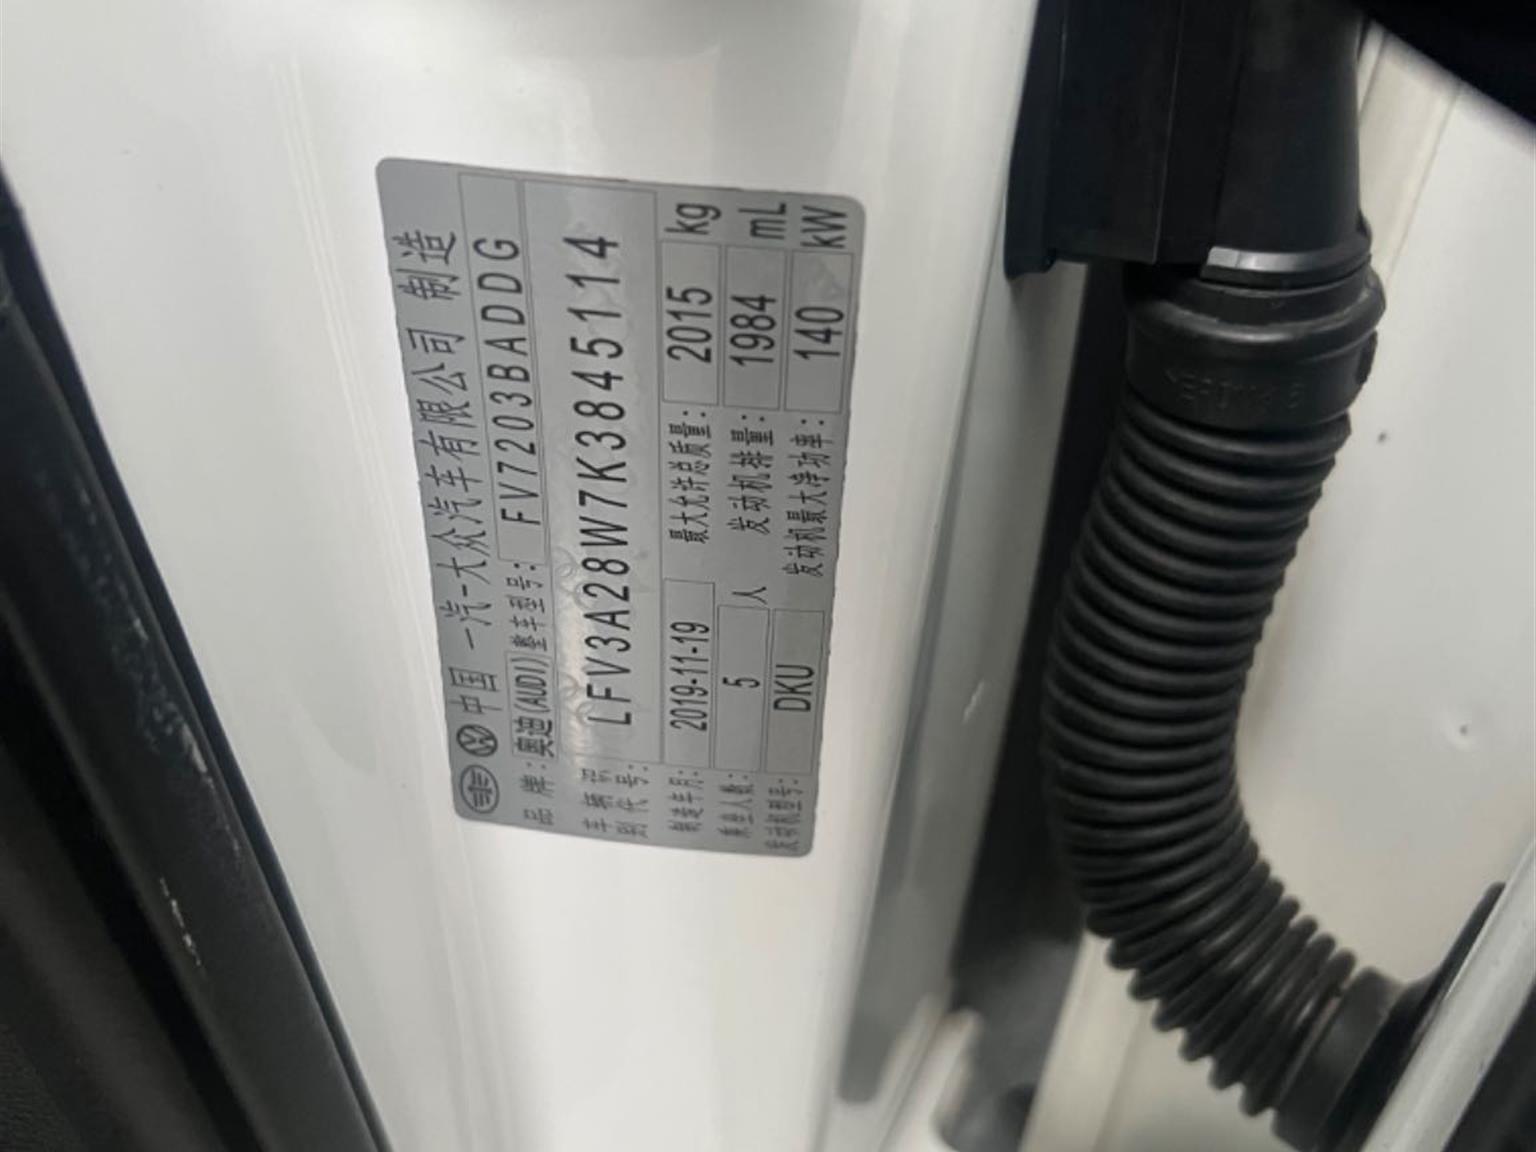 中国 一汽-大众汽车有限公司 制造
品牌: 奥迪(AUDI) 整车型号: FV7203BADDG
车辆识别代号: LFV3A28W7K3845114
制造年月: 2019-11-19 最大允许总质量: 2015 kg
乘坐人数: 5 人 发动机排量: 1984 mL
发动机型号: DKU 发动机最大净功率: 140 kW